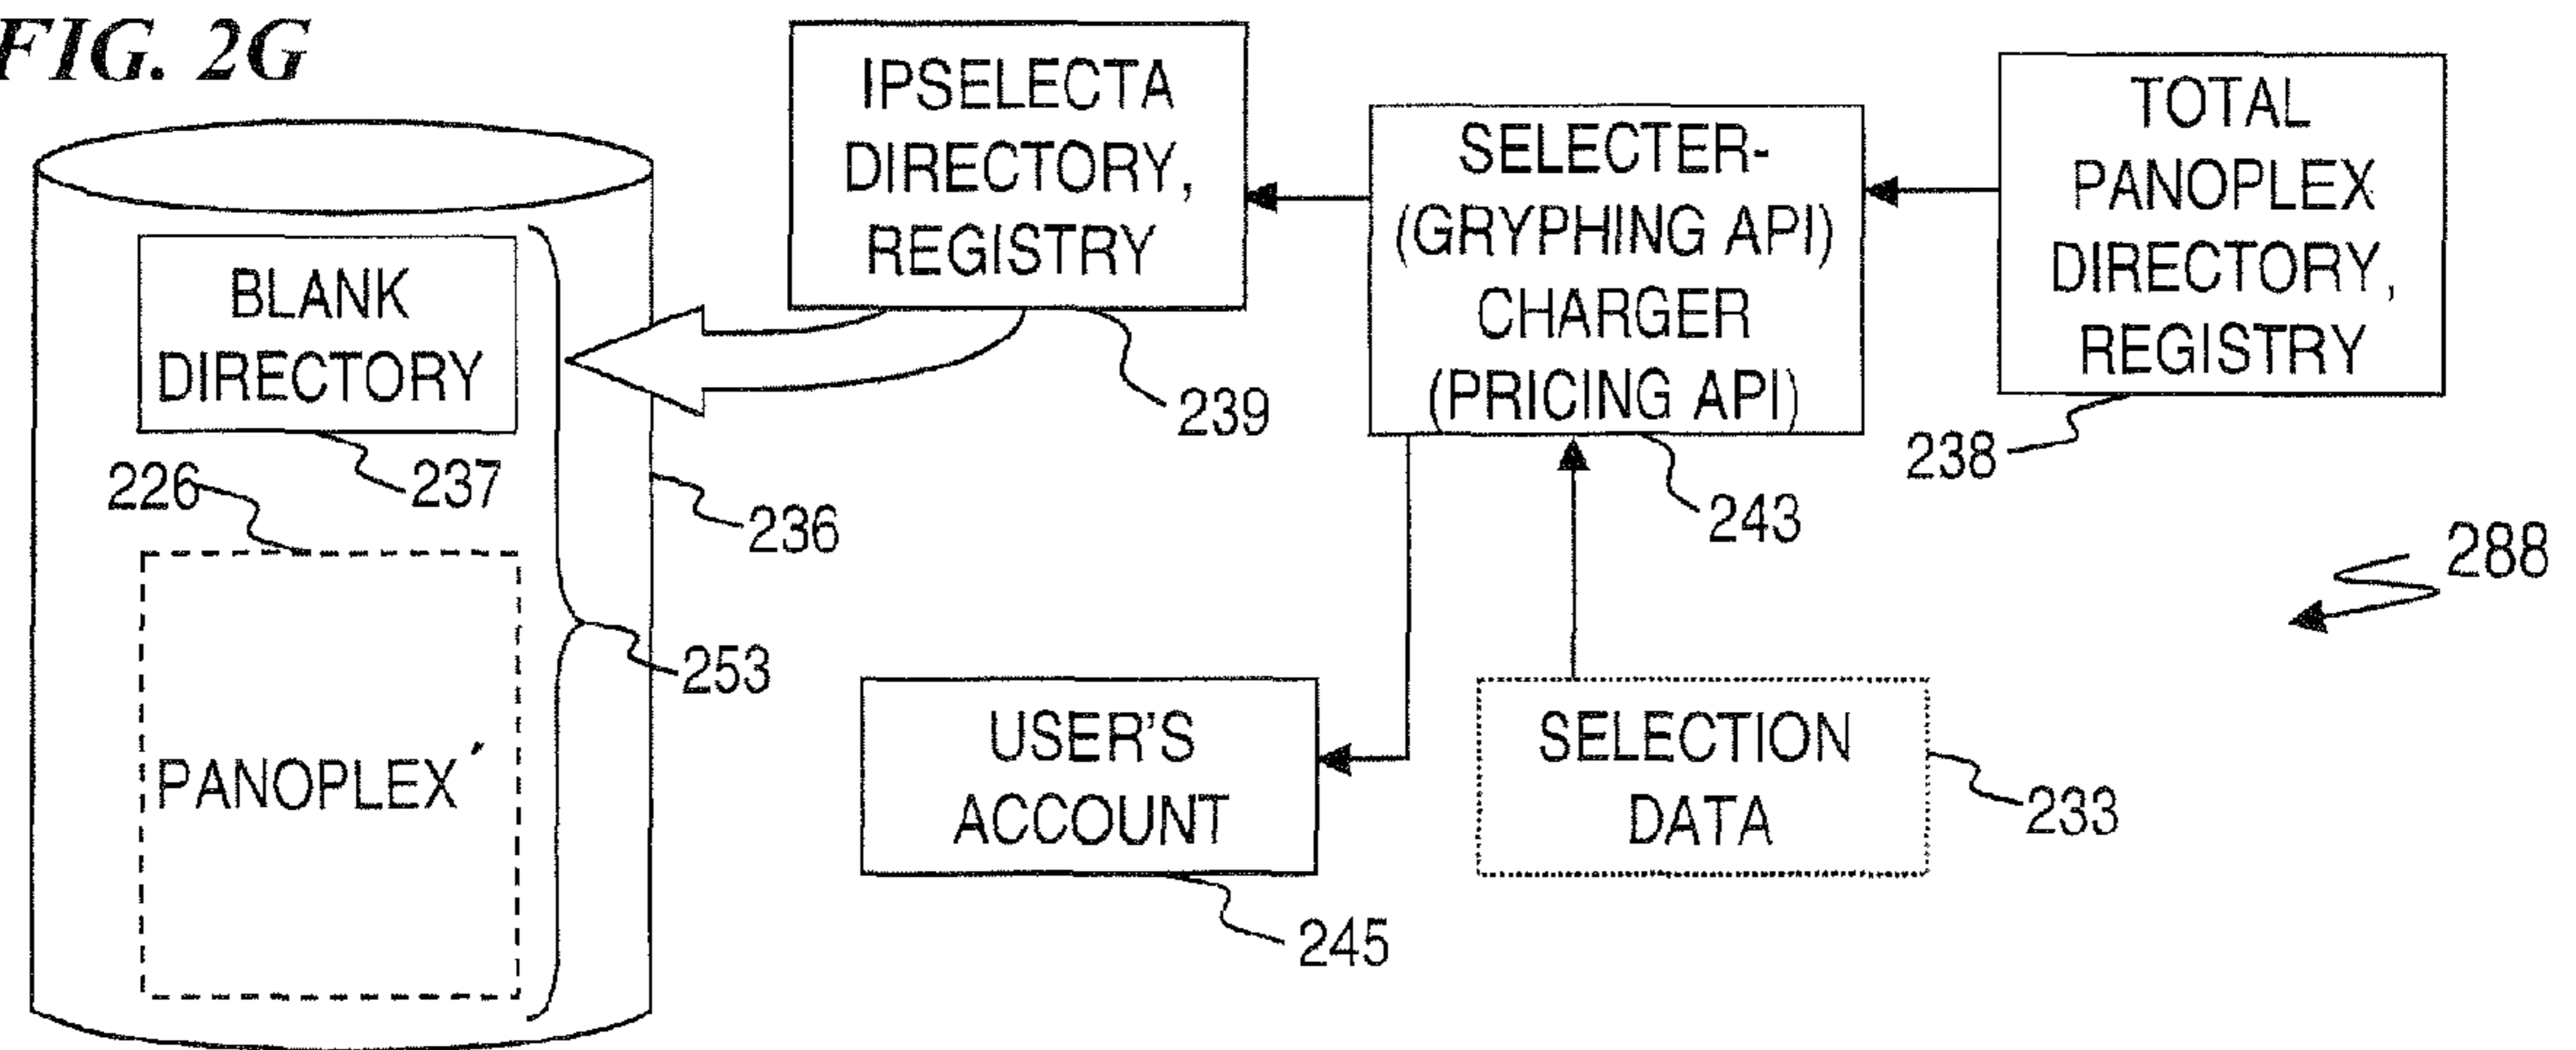 FIG. 2G
IPSELECTA
DIRECTORY,
REGISTRY
239
SELECTER-
(GRYPHING API)
CHARGER
(PRICING API)
243
TOTAL
PANOPLEX
DIRECTORY,
REGISTRY
238
BLANK
DIRECTORY
237
226
236
253
PANOPLEX´
288
USER'S
ACCOUNT
245
SELECTION
DATA
233